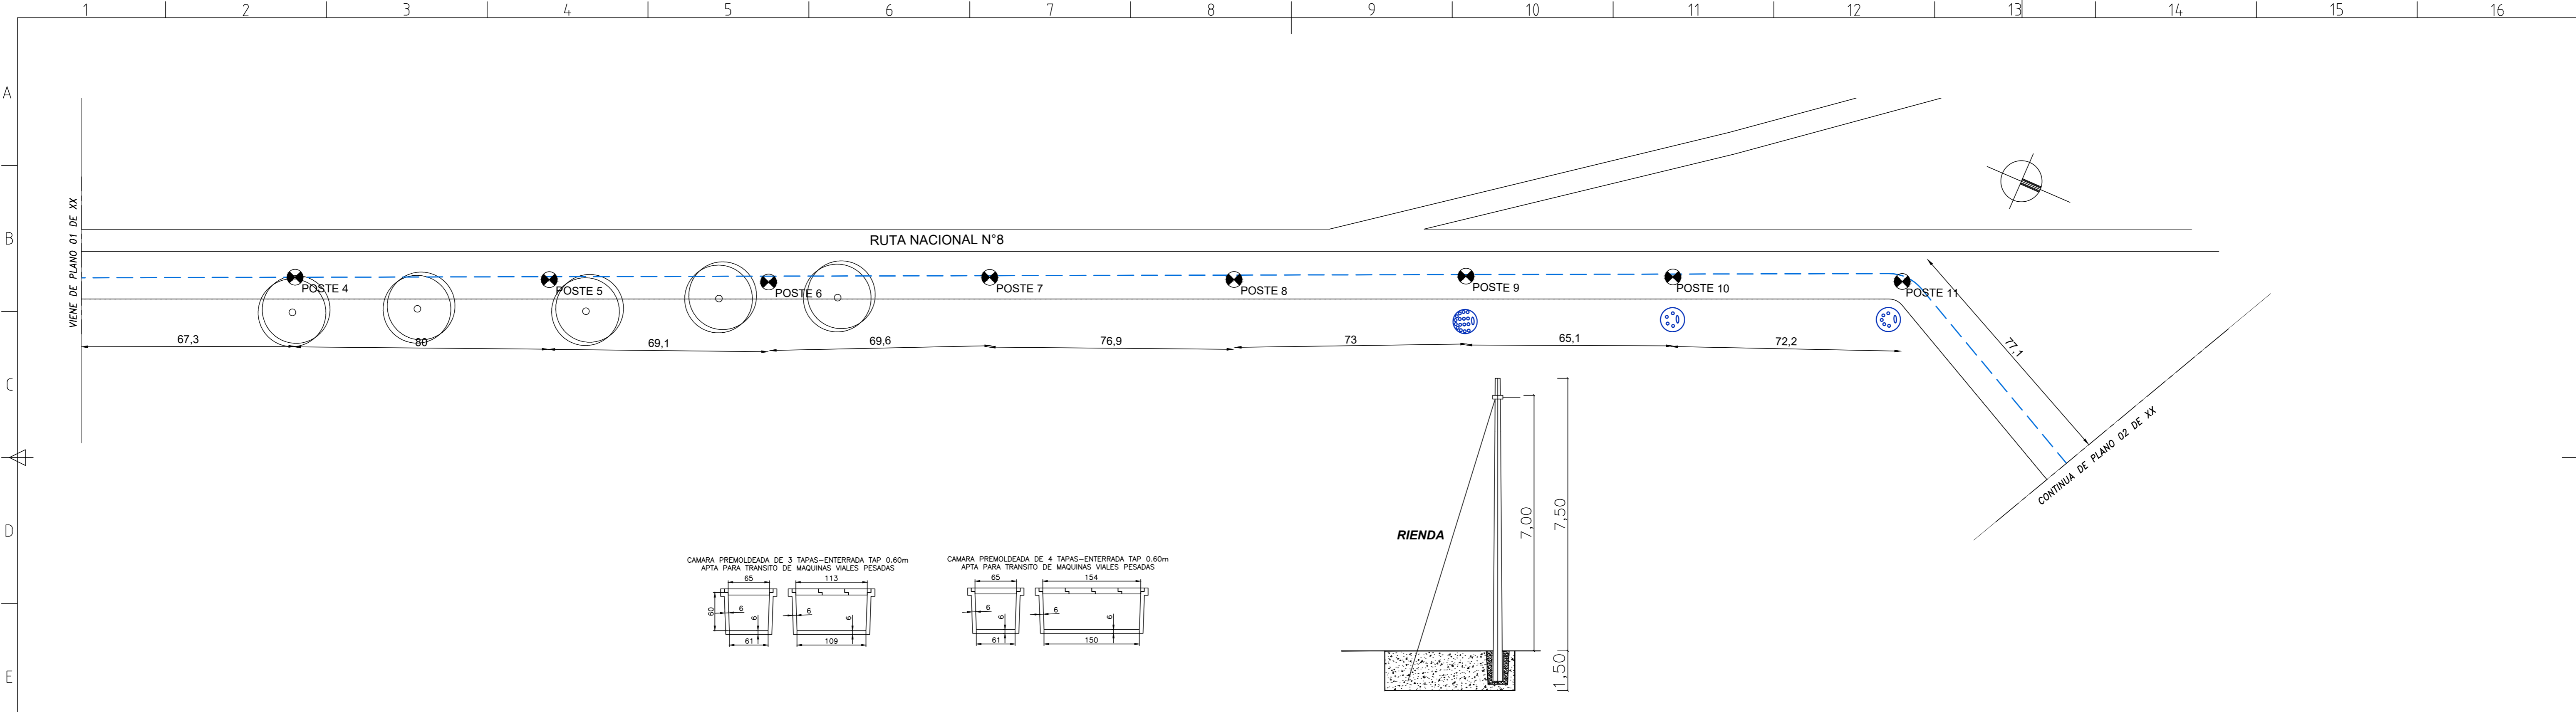 1 2 3 4 5 6 7 8 9 10 11 12 13 14 15 16
A
B
C
D
E
VIENE DE PLANO 01 DE XX
RUTA NACIONAL N°8
POSTE 4
POSTE 5
POSTE 6
POSTE 7
POSTE 8
POSTE 9
POSTE 10
POSTE 11
67,3
80
69,1
69,6
76,9
73
65,1
72,2
77,1
CONTINUA DE PLANO 02 DE XX
CAMARA PREMOLDEADA DE 3 TAPAS-ENTERRADA TAP 0.60m
APTA PARA TRANSITO DE MAQUINAS VIALES PESADAS
65
113
60
6
6
6
6
61
109
CAMARA PREMOLDEADA DE 4 TAPAS-ENTERRADA TAP 0.60m
APTA PARA TRANSITO DE MAQUINAS VIALES PESADAS
65
154
6
6
6
6
61
150
RIENDA
7,00
7,50
1,50